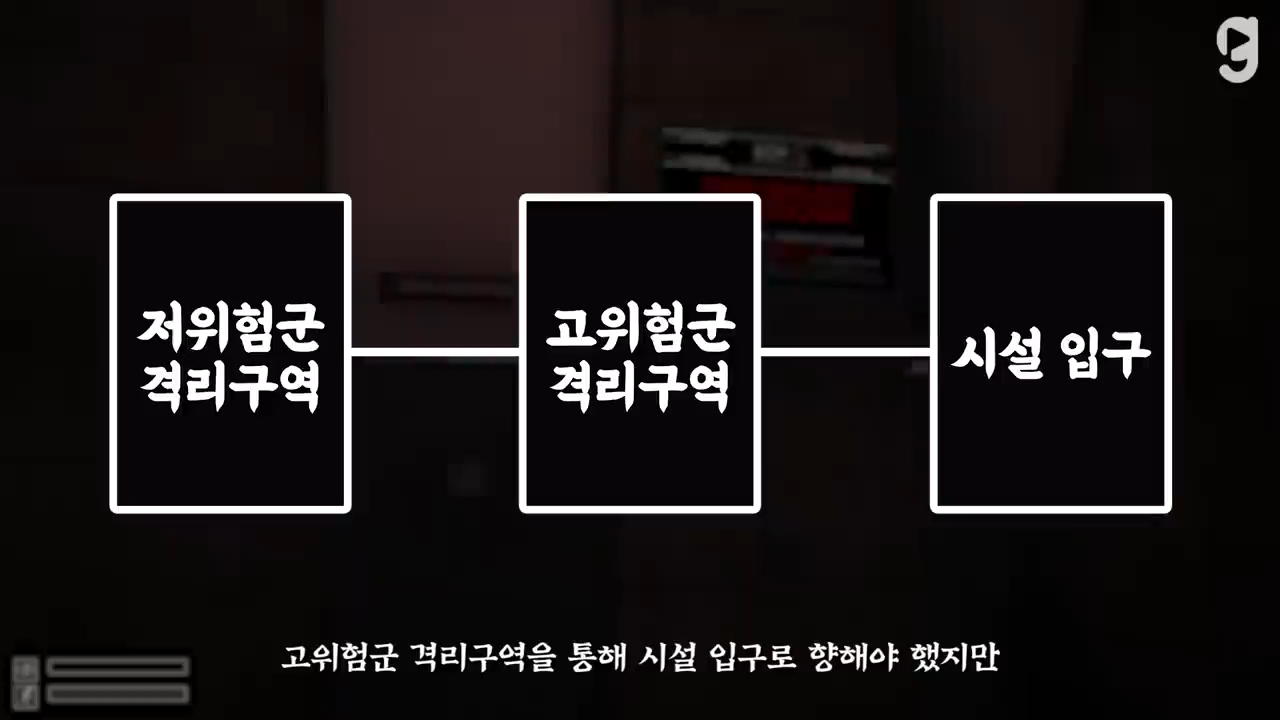 저위험군
격리구역
고위험군
격리구역
시설 입구
고위험군 격리구역을 통해 시설 입구로 향해야 했지만